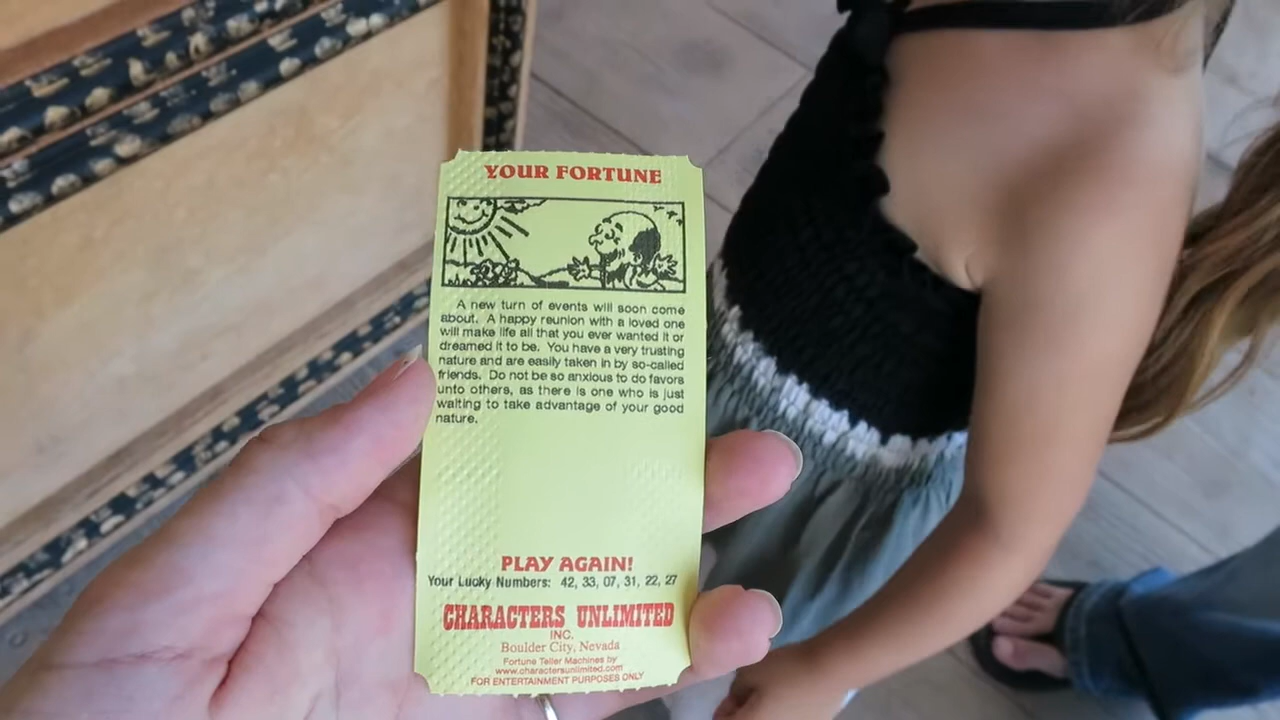 YOUR FORTUNE
A new turn of events will soon come
about. A happy reunion with a loved one
will make life all that you ever wanted it or
dreamed it to be. You have a very trusting
nature and are easily taken in by so-called
friends. Do not be so anxious to do favors
unto others, as there is one who is just
waiting to take advantage of your good
nature.
PLAY AGAIN!
Your Lucky Numbers: 42, 33, 07, 31, 22, 27
CHARACTERS UNLIMITED
INC.
Boulder City, Nevada
Fortune Teller Machines by
www.charactersunlimited.com
FOR ENTERTAINMENT PURPOSES ONLY